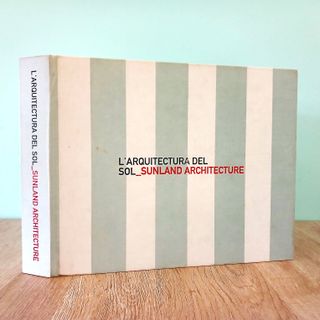 L'ARQUITECTURA DEL SOL_SUNLAND ARCHITECTURE
L'ARQUITECTURA DEL
SOL_SUNLAND ARCHITECTURE